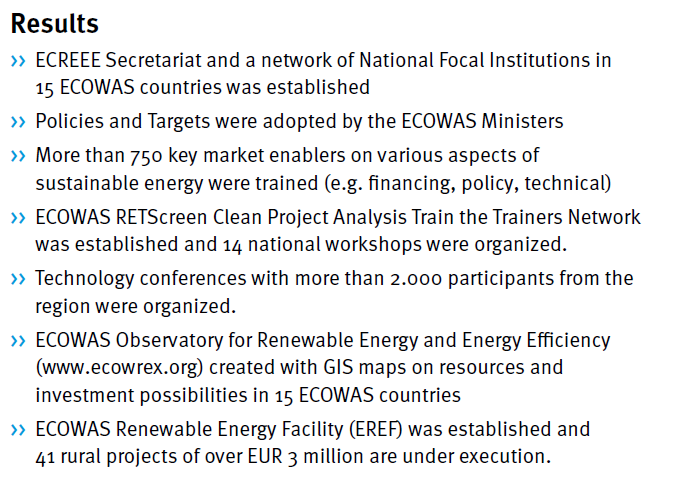 Results
›› ECREEE Secretariat and a network of National Focal Institutions in
15 ECOWAS countries was established
›› Policies and Targets were adopted by the ECOWAS Ministers
›› More than 750 key market enablers on various aspects of
sustainable energy were trained (e.g. financing, policy, technical)
›› ECOWAS RETScreen Clean Project Analysis Train the Trainers Network
was established and 14 national workshops were organized.
›› Technology conferences with more than 2.000 participants from the
region were organized.
›› ECOWAS Observatory for Renewable Energy and Energy Efficiency
(www.ecowrex.org) created with GIS maps on resources and
investment possibilities in 15 ECOWAS countries
›› ECOWAS Renewable Energy Facility (EREF) was established and
41 rural projects of over EUR 3 million are under execution.